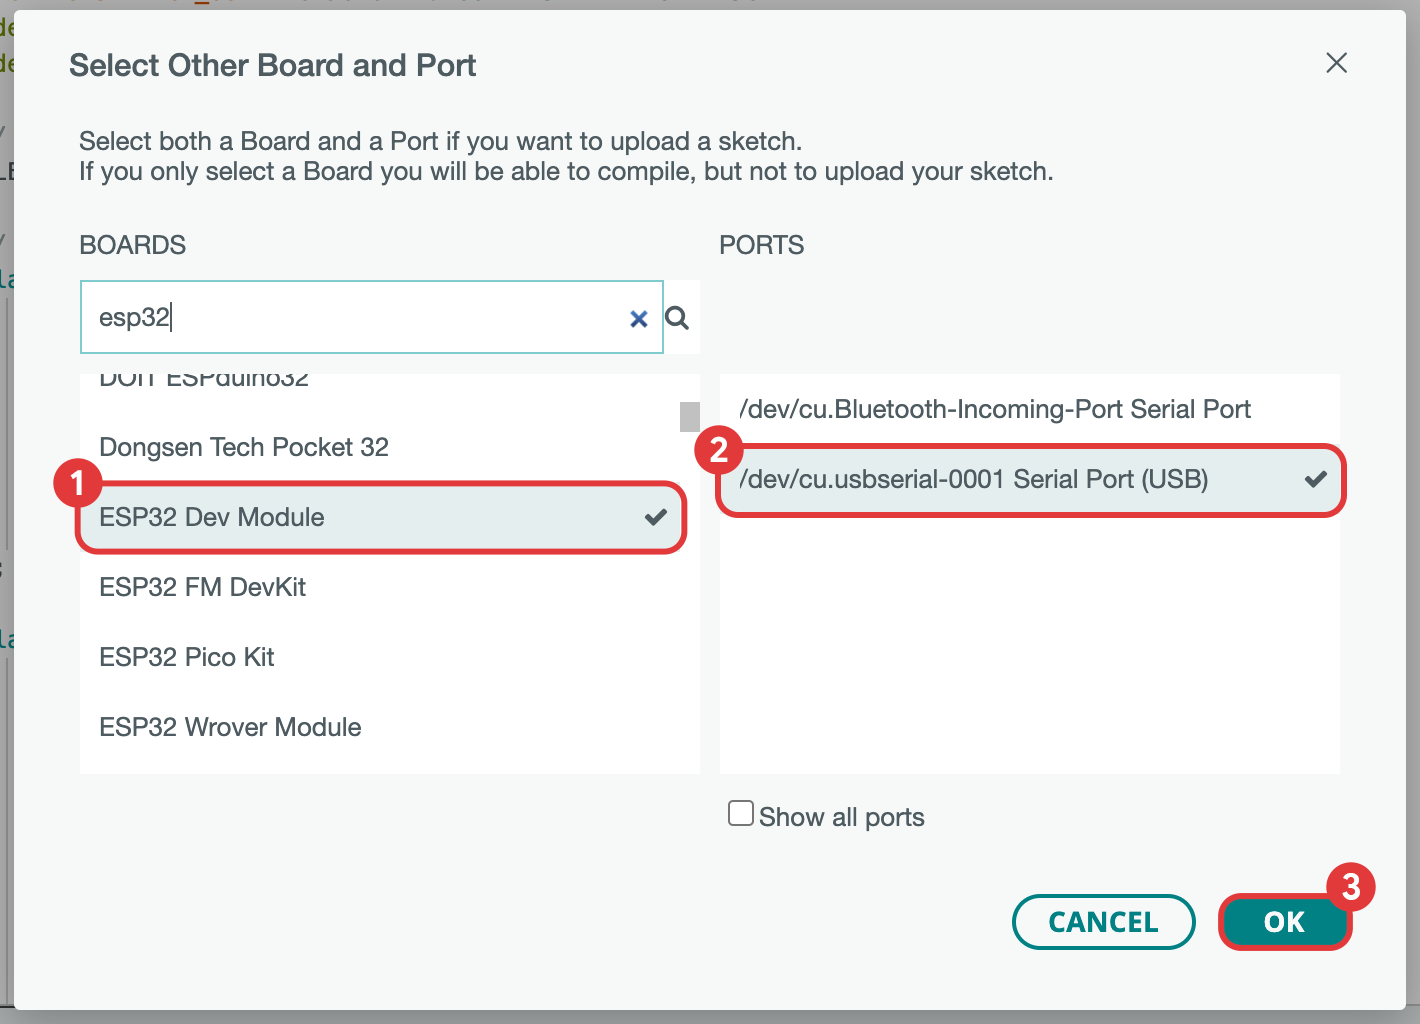 Select Other Board and Port
Select both a Board and a Port if you want to upload a sketch.
If you only select a Board you will be able to compile, but not to upload your sketch.
BOARDS
esp32
DOIT ESPduino32
Dongsen Tech Pocket 32
1
ESP32 Dev Module
ESP32 FM DevKit
ESP32 Pico Kit
ESP32 Wrover Module
PORTS
/dev/cu.Bluetooth-Incoming-Port Serial Port
2
/dev/cu.usbserial-0001 Serial Port (USB)
Show all ports
CANCEL
3
OK